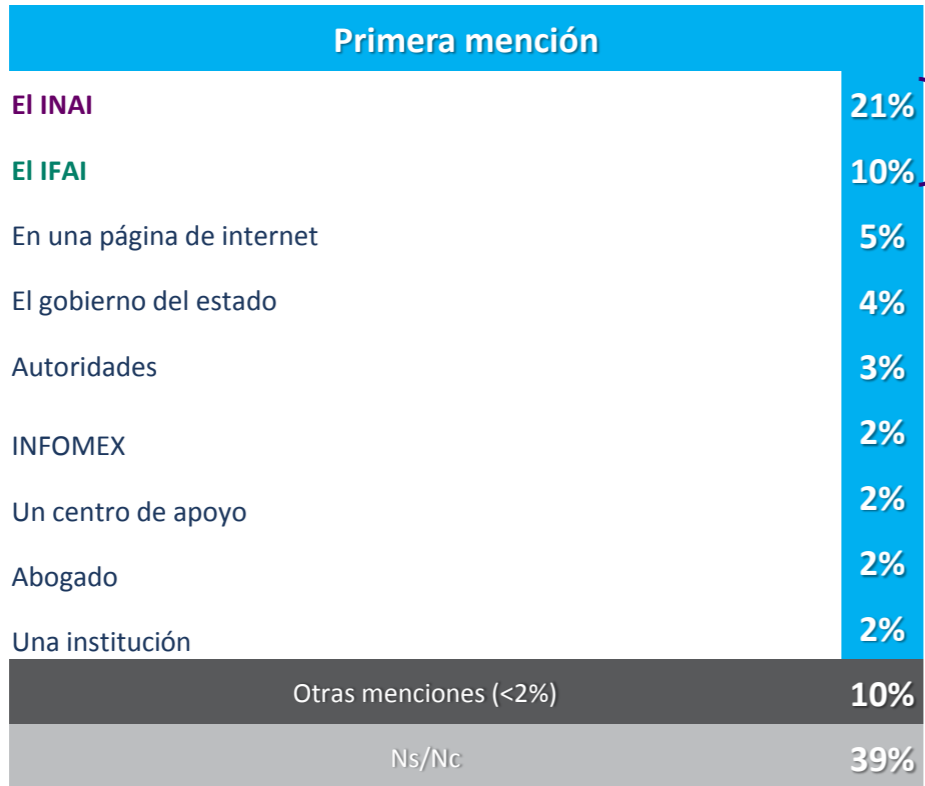 Primera mención
El INAI 21%
El IFAI 10%
En una página de internet 5%
El gobierno del estado 4%
Autoridades 3%
INFOMEX 2%
Un centro de apoyo 2%
Abogado 2%
Una institución 2%
Otras menciones (<2%) 10%
Ns/Nc 39%